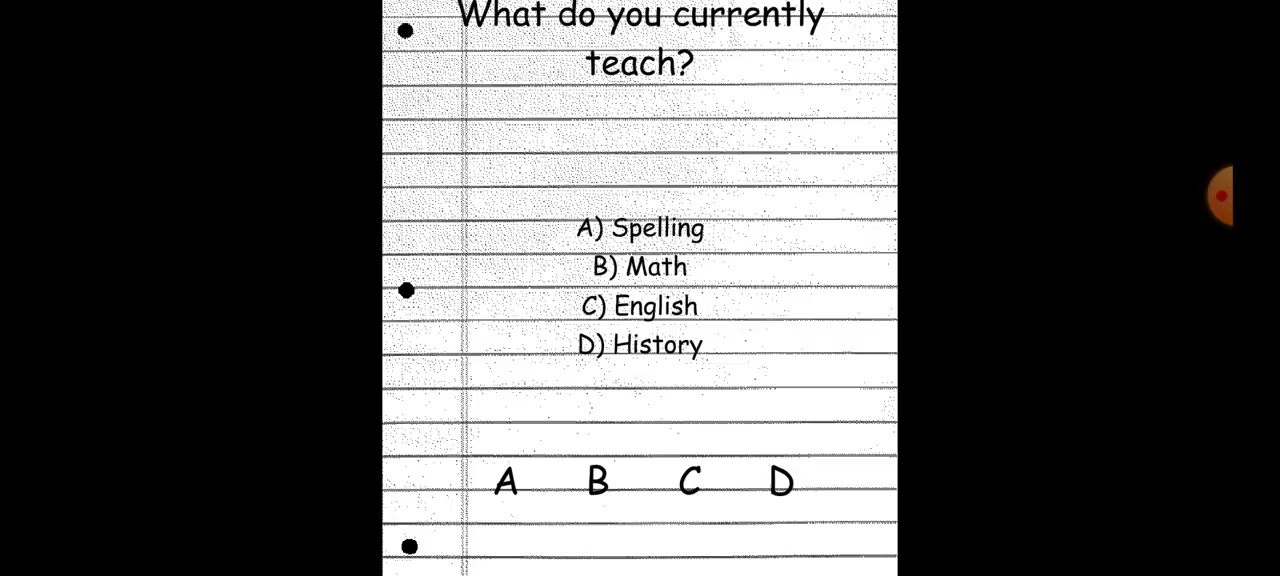 What do you currently
teach?
A) Spelling
B) Math
C) English
D) History
A B C D